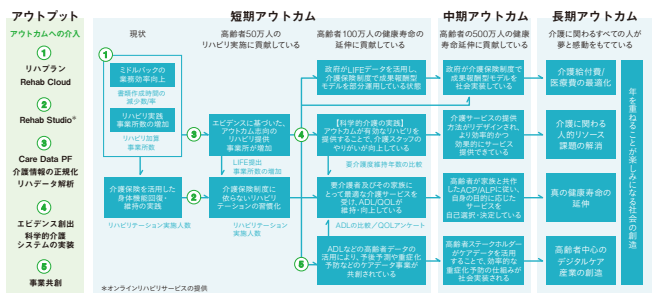 アウトプット
アウトカムへの介入
①
リハプラン
Rehab Cloud
②
Rehab Studio※
③
Care Data PF
介護情報の正規化
リハデータ解析
④
エビデンス創出
科学的介護
システムの実装
⑤
事業共創
短期アウトカム
現状
高齢者50万人の
リハビリ実施に貢献している
高齢者100万人の健康寿命の
延伸に貢献している
①
ミドルバックの
業務効率向上
書類作成時間の
減少数/率
リハビリ実践
事業所数の増加
リハビリ加算
事業所数
介護保険を活用した
身体機能回復・
維持の実践
リハビリテーション実施人数
③
エビデンスに基づいた、
アウトカム志向の
リハビリ提供
事業所が増加
LIFE提出
事業所数の増加
②
介護保険制度に
依らないリハビリ
テーションの習慣化
リハビリテーション
実施人数
政府がLIFEデータを活用し、
介護保険制度で成果報酬型
モデルを部分運用している状態
④
【科学的介護の実践】
アウトカムが有効なリハビリを
提供することで、介護スタッフの
やりがいが向上している
要介護度維持年数の比較
要介護者及びその家族にとって最適な介護サービスを
受け、ADL/QOLが
維持・向上している
ADLの比較/QOLアンケート
⑤
ADLなどの高齢者データの
活用により、予後予測や重症化
予防などのケアデータ事業が
共創されている
中期アウトカム
高齢者の500万人の健康
寿命延伸に貢献している
政府が介護保険制度で
成果報酬型モデルを
社会実装している
介護サービスの提供
方法がリデザインされ、
より効率的かつ
効果的にサービス
提供できている
高齢者が家族と共作
したACP/ALPに従い、
自身の目的に応じた
サービスを
自己選択・決定している
高齢者ステークホルダー
がケアデータを活用
することで、効率的な
重症化予防の仕組みが
社会実装される
長期アウトカム
介護に関わるすべての人が
夢と感動をもてている
介護給付費/
医療費の最適化
介護に関わる
人的リソース
課題の解消
真の健康寿命の
延伸
高齢者中心の
デジタルケア
産業の創造
年を重ねることが楽しみになる社会の創造
※オンラインリハビリサービスの提供